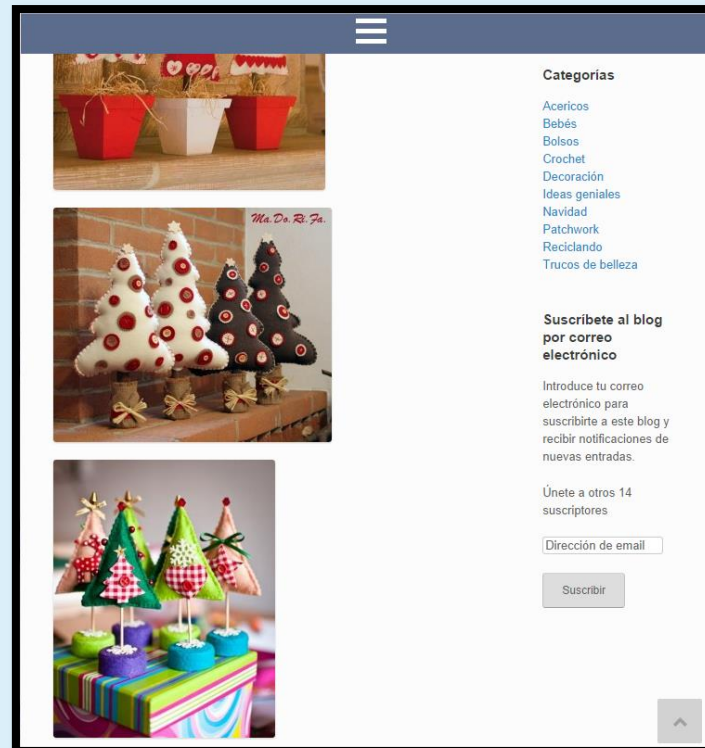 Ma.Do.Ri.Fa.
Categorías
Acericos
Bebés
Bolsos
Crochet
Decoración
Ideas geniales
Navidad
Patchwork
Reciclando
Trucos de belleza
Suscríbete al blog
por correo
electrónico
Introduce tu correo
electrónico para
suscribirte a este blog y
recibir notificaciones de
nuevas entradas.
Únete a otros 14
suscriptores
Dirección de email
Suscribir